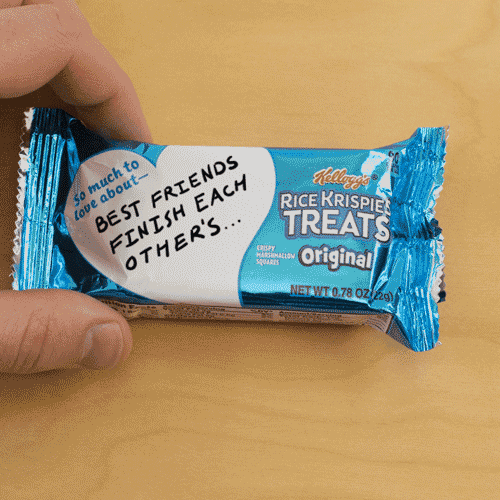 So much to
love about—
BEST FRIENDS
FINISH EACH
OTHER'S...
Kellogg's®
RICE KRISPIES
TREATS
CRISPY
MARSHMALLOW
SQUARES
Original
NET WT 0.78 OZ (22g)